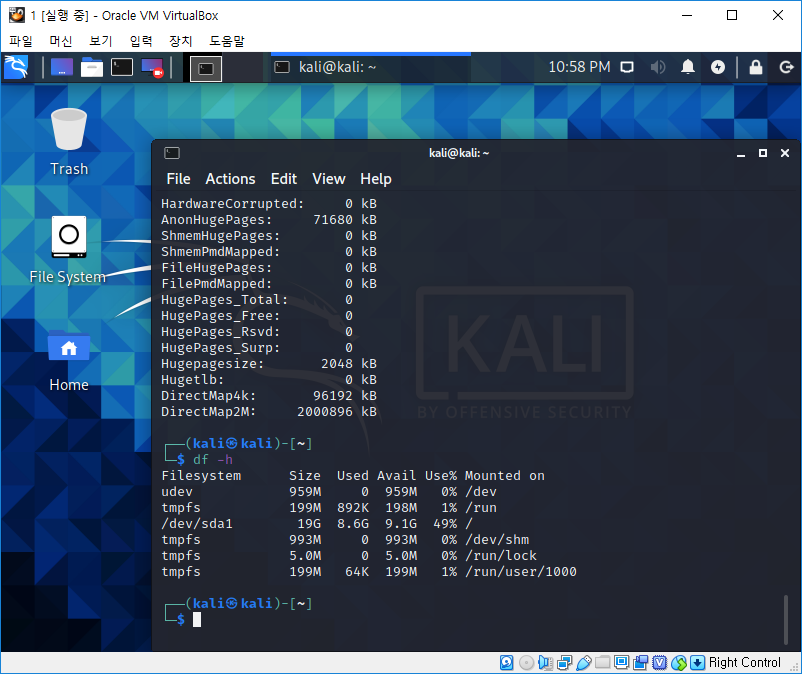 1 [실행 중] - Oracle VM VirtualBox
파일 머신 보기 입력 장치 도움말
kali@kali: ~ 10:58 PM
Trash
File System
Home
kali@kali: ~
File Actions Edit View Help
HardwareCorrupted: 0 kB
AnonHugePages: 71680 kB
ShmemHugePages: 0 kB
ShmemPmdMapped: 0 kB
FileHugePages: 0 kB
FilePmdMapped: 0 kB
HugePages_Total: 0
HugePages_Free: 0
HugePages_Rsvd: 0
HugePages_Surp: 0
Hugepagesize: 2048 kB
Hugetlb: 0 kB
DirectMap4k: 96192 kB
DirectMap2M: 2000896 kB
KALI
BY OFFENSIVE SECURITY
┌──(kali㉿kali)-[~]
└─$ df -h
Filesystem Size Used Avail Use% Mounted on
udev 959M 0 959M 0% /dev
tmpfs 199M 892K 198M 1% /run
/dev/sda1 19G 8.6G 9.1G 49% /
tmpfs 993M 0 993M 0% /dev/shm
tmpfs 5.0M 0 5.0M 0% /run/lock
tmpfs 199M 64K 199M 1% /run/user/1000
┌──(kali㉿kali)-[~]
└─$
Right Control